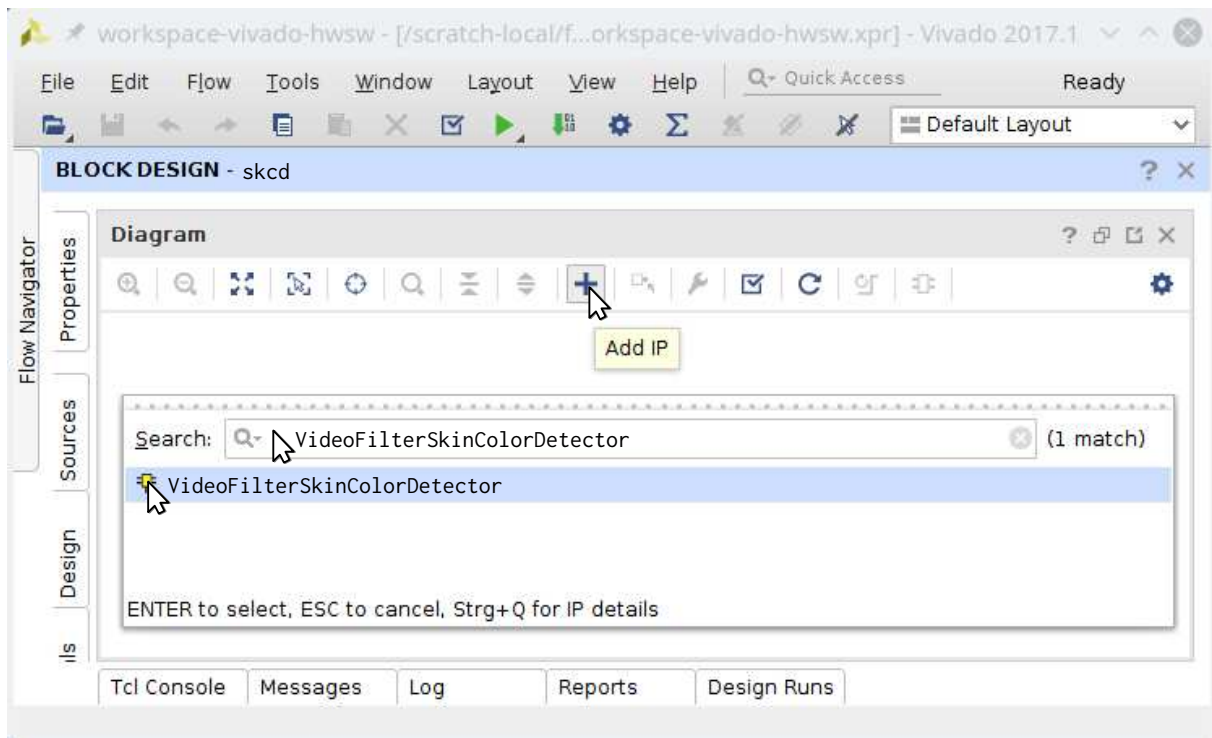 workspace-vivado-hwsw - [/scratch-local/f...orkspace-vivado-hwsw.xpr] - Vivado 2017.1
File Edit Flow Tools Window Layout View Help Quick Access Ready
Default Layout
BLOCK DESIGN - skcd
Flow Navigator
Properties
Sources
Design
Diagram
Add IP
Search: VideoFilterSkinColorDetector (1 match)
VideoFilterSkinColorDetector
ENTER to select, ESC to cancel, Strg+Q for IP details
Tcl Console Messages Log Reports Design Runs